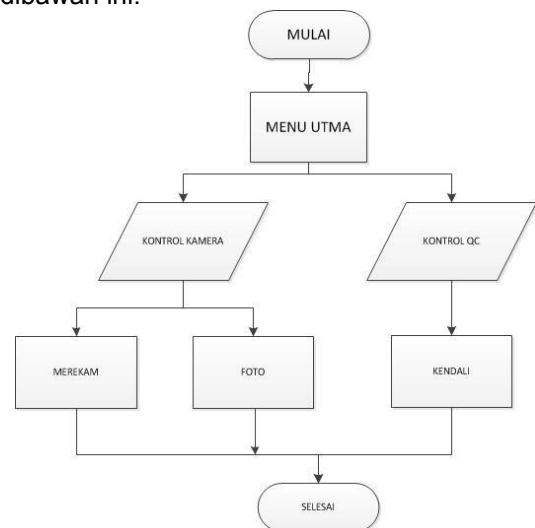 dibawah ini:
MULAI
MENU UTMA
KONTROL KAMERA
KONTROL QC
MEREKAM
FOTO
KENDALI
SELESAI